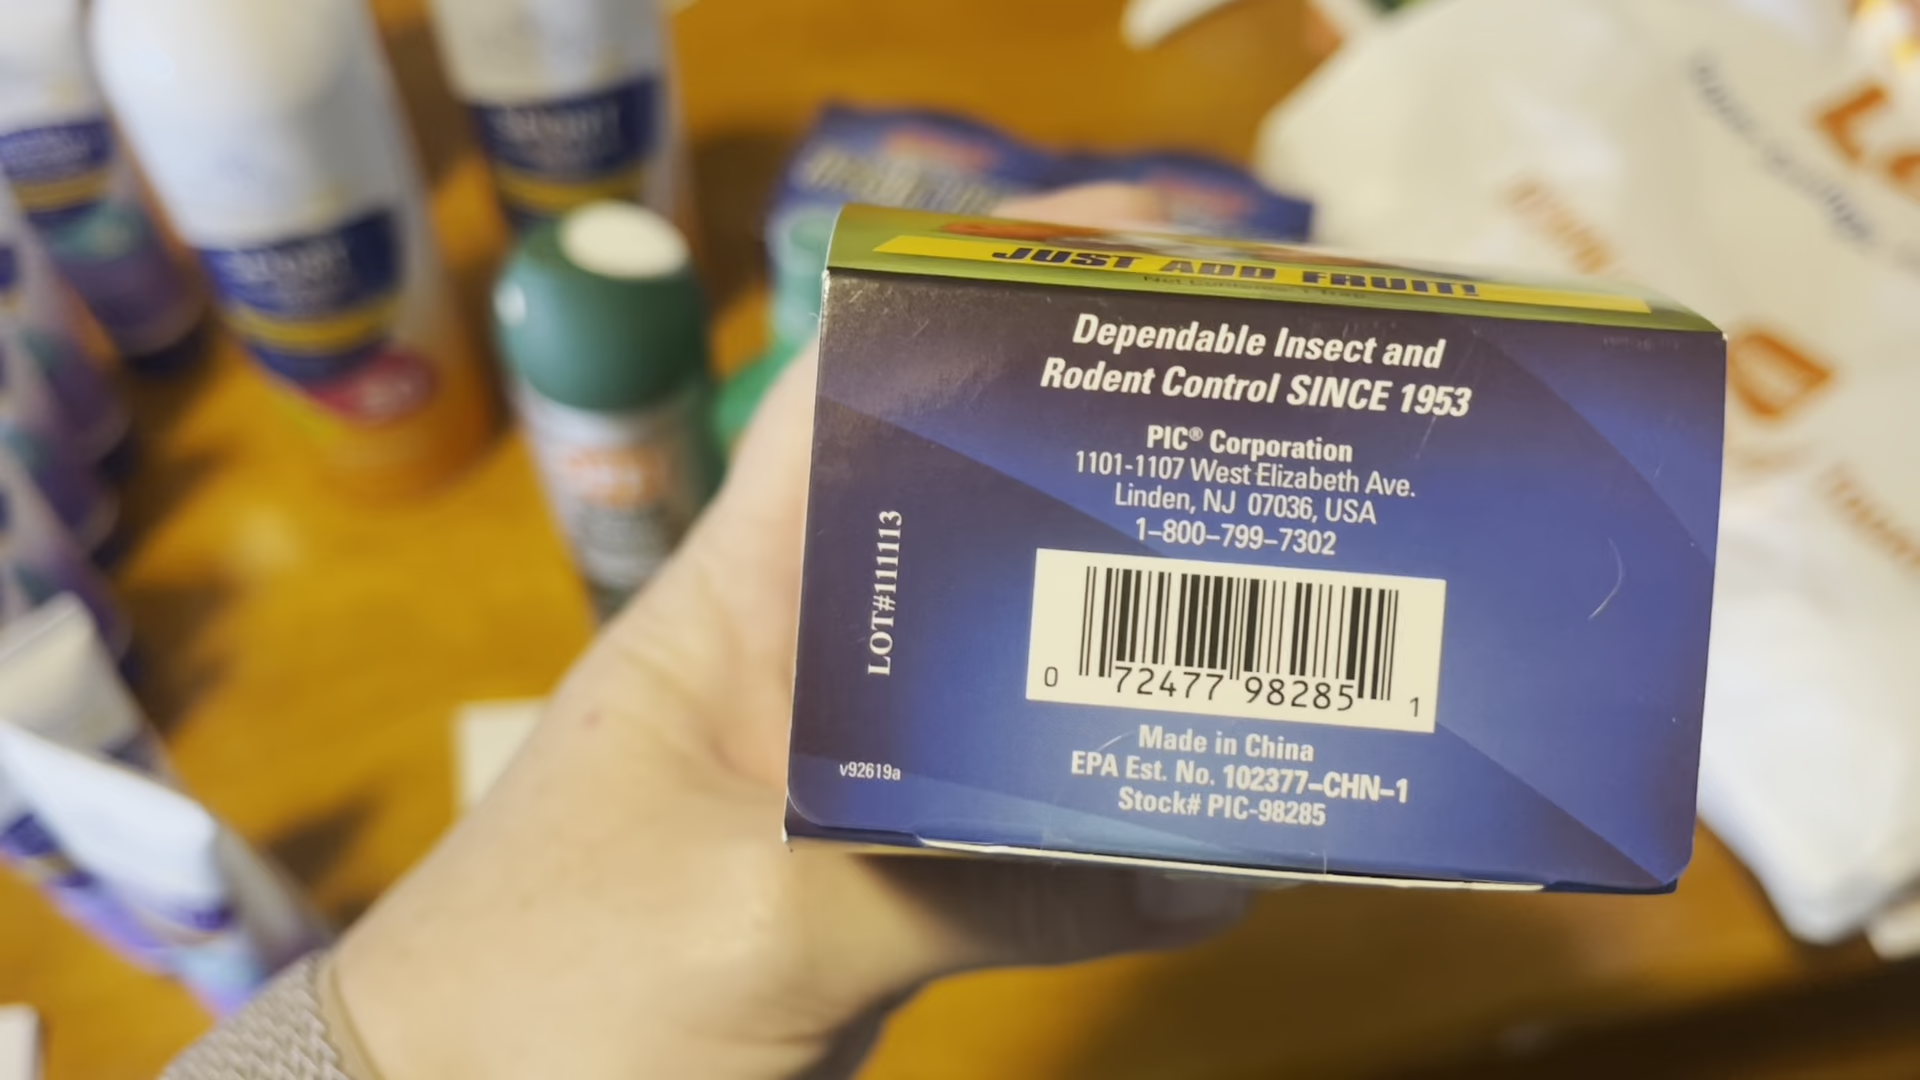 JUST ADD FRUIT!
Dependable Insect and
Rodent Control SINCE 1953
PIC® Corporation
1101-1107 West Elizabeth Ave.
Linden, NJ 07036, USA
1-800-799-7302
LOT#111113
0 72477 98285 1
v92619a
Made in China
EPA Est. No. 102377-CHN-1
Stock# PIC-98285